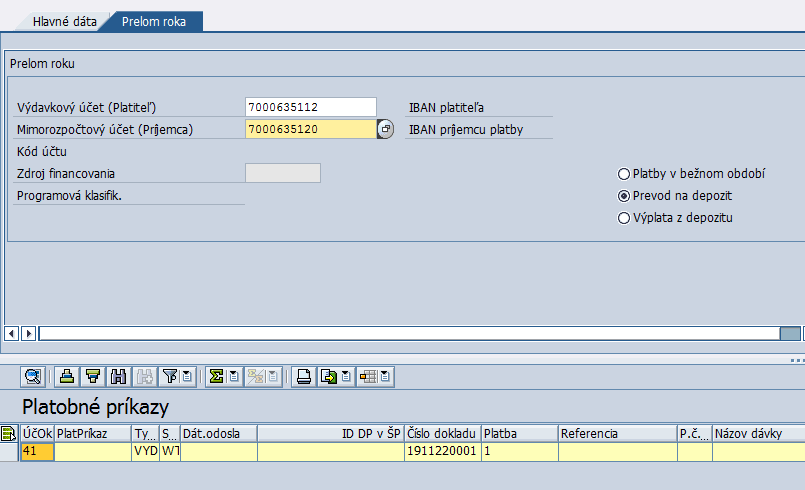 Hlavné dáta Prelom roka
Prelom roku
Výdavkový účet (Platiteľ) 7000635112 IBAN platiteľa
Mimorozpočtový účet (Príjemca) 7000635120 IBAN príjemcu platby
Kód účtu
Zdroj financovania Platby v bežnom období
Programová klasifik. Prevod na depozit
Výplata z depozitu
Platobné príkazy
ÚčOk PlatPríkaz Ty... S... Dát.odosla ID DP v ŠP Číslo dokladu Platba Referencia P.č.... Názov dávky
41 VYD WT 1911220001 1